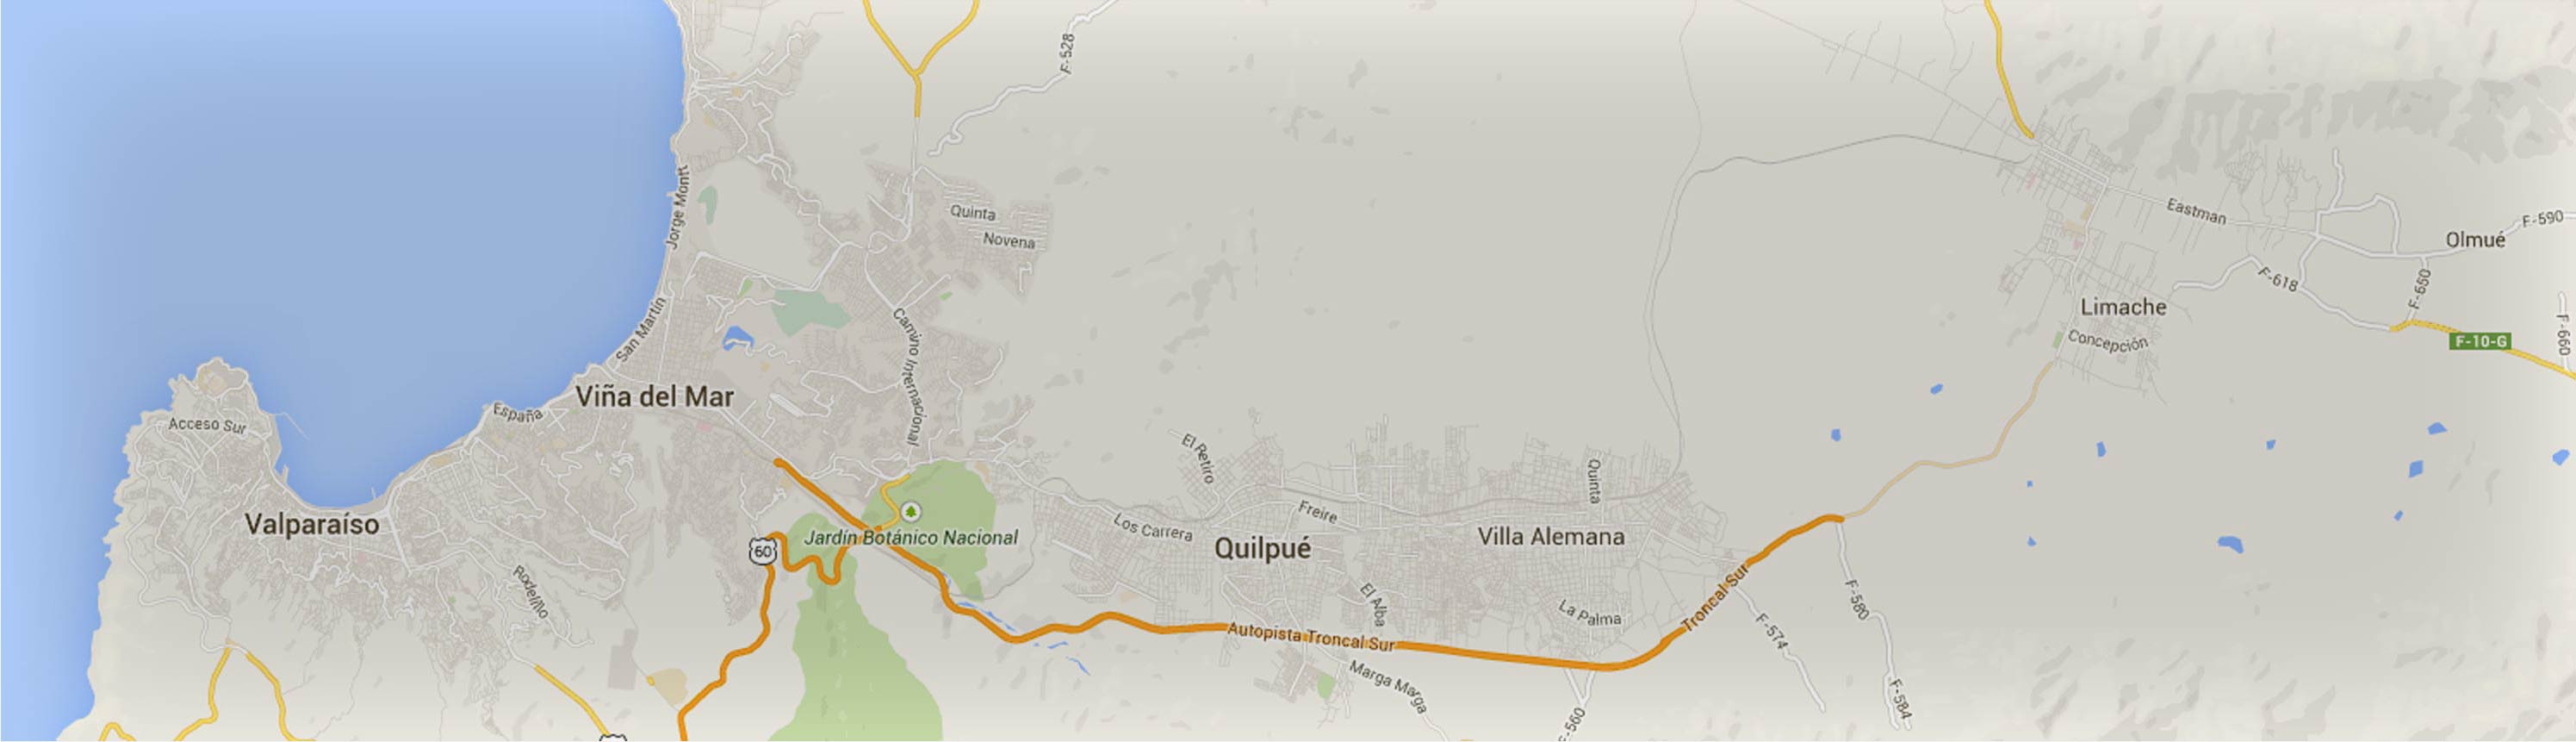 F-528
Jorge Montt
Quinta
Novena
Eastman
F-590
Olmué
F-618
F-650
San Martín
Camino Internacional
Limache
Concepción
F-10-G
F-660
Viña del Mar
España
Acceso Sur
El Retiro
Quinta
Valparaíso
Freire
Los Carrera
Jardín Botánico Nacional
Villa Alemana
60
Quilpué
Rodelillo
El Alba
La Palma
Troncal Sur
F-580
Autopista Troncal Sur
F-574
Marga Marga
F-584
F-560